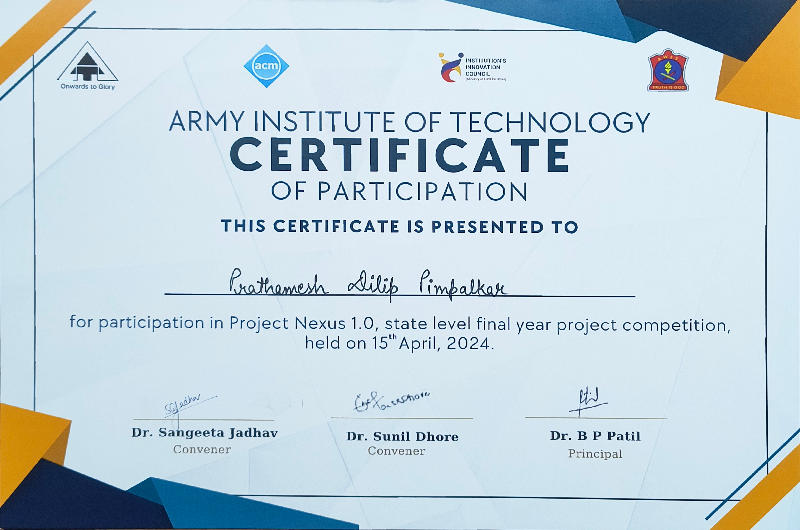 Onwards to Glory
acm
INSTITUTION'S
INNOVATION
COUNCIL
ARMY INSTITUTE OF TECHNOLOGY
CERTIFICATE
OF PARTICIPATION
THIS CERTIFICATE IS PRESENTED TO
Prathamesh Dilip Pimpalkar
for participation in Project Nexus 1.0, state level final year project competition,
held on 15th April, 2024.
Dr. Sangeeta Jadhav
Dr. Sunil Dhore
Dr. B P Patil
Convener
Convener
Principal